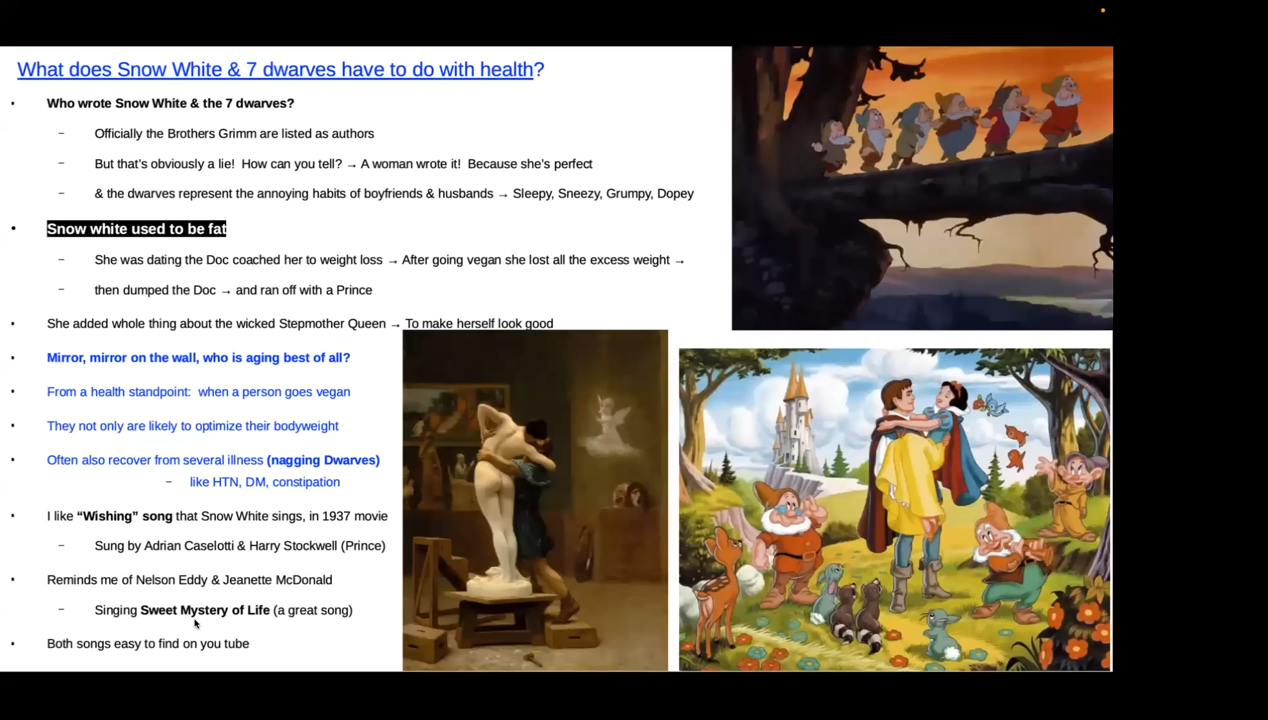 What does Snow White & 7 dwarves have to do with health?
• Who wrote Snow White & the 7 dwarves?
– Officially the Brothers Grimm are listed as authors
– But that's obviously a lie! How can you tell? → A woman wrote it! Because she's perfect
– & the dwarves represent the annoying habits of boyfriends & husbands → Sleepy, Sneezy, Grumpy, Dopey
• Snow white used to be fat
– She was dating the Doc coached her to weight loss → After going vegan she lost all the excess weight →
– then dumped the Doc → and ran off with a Prince
• She added whole thing about the wicked Stepmother Queen → To make herself look good
• Mirror, mirror on the wall, who is aging best of all?
• From a health standpoint: when a person goes vegan
• They not only are likely to optimize their bodyweight
• Often also recover from several illness (nagging Dwarves)
– like HTN, DM, constipation
• I like “Wishing” song that Snow White sings, in 1937 movie
– Sung by Adrian Caselotti & Harry Stockwell (Prince)
• Reminds me of Nelson Eddy & Jeanette McDonald
– Singing Sweet Mystery of Life (a great song)
• Both songs easy to find on you tube